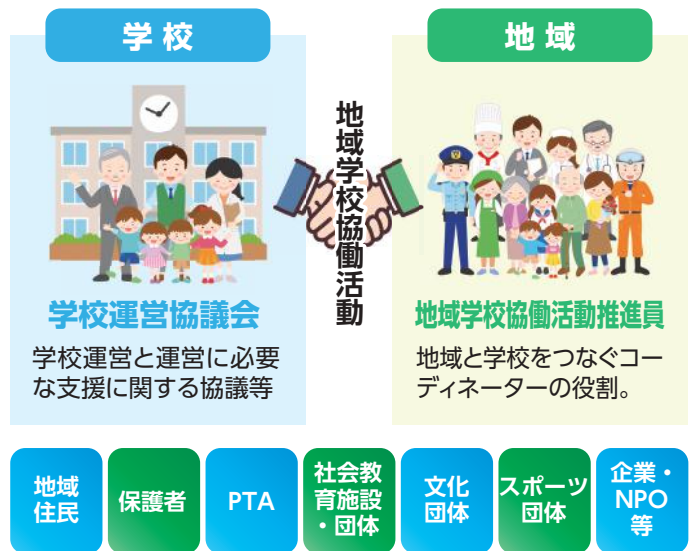 学校
地域
地域学校協働活動
学校運営協議会
学校運営と運営に必要
な支援に関する協議等
地域学校協働活動推進員
地域と学校をつなぐコー
ディネーターの役割。
地域
住民
保護者
PTA
社会教
育施設
・団体
文化
団体
スポーツ
団体
企業・
NPO
等